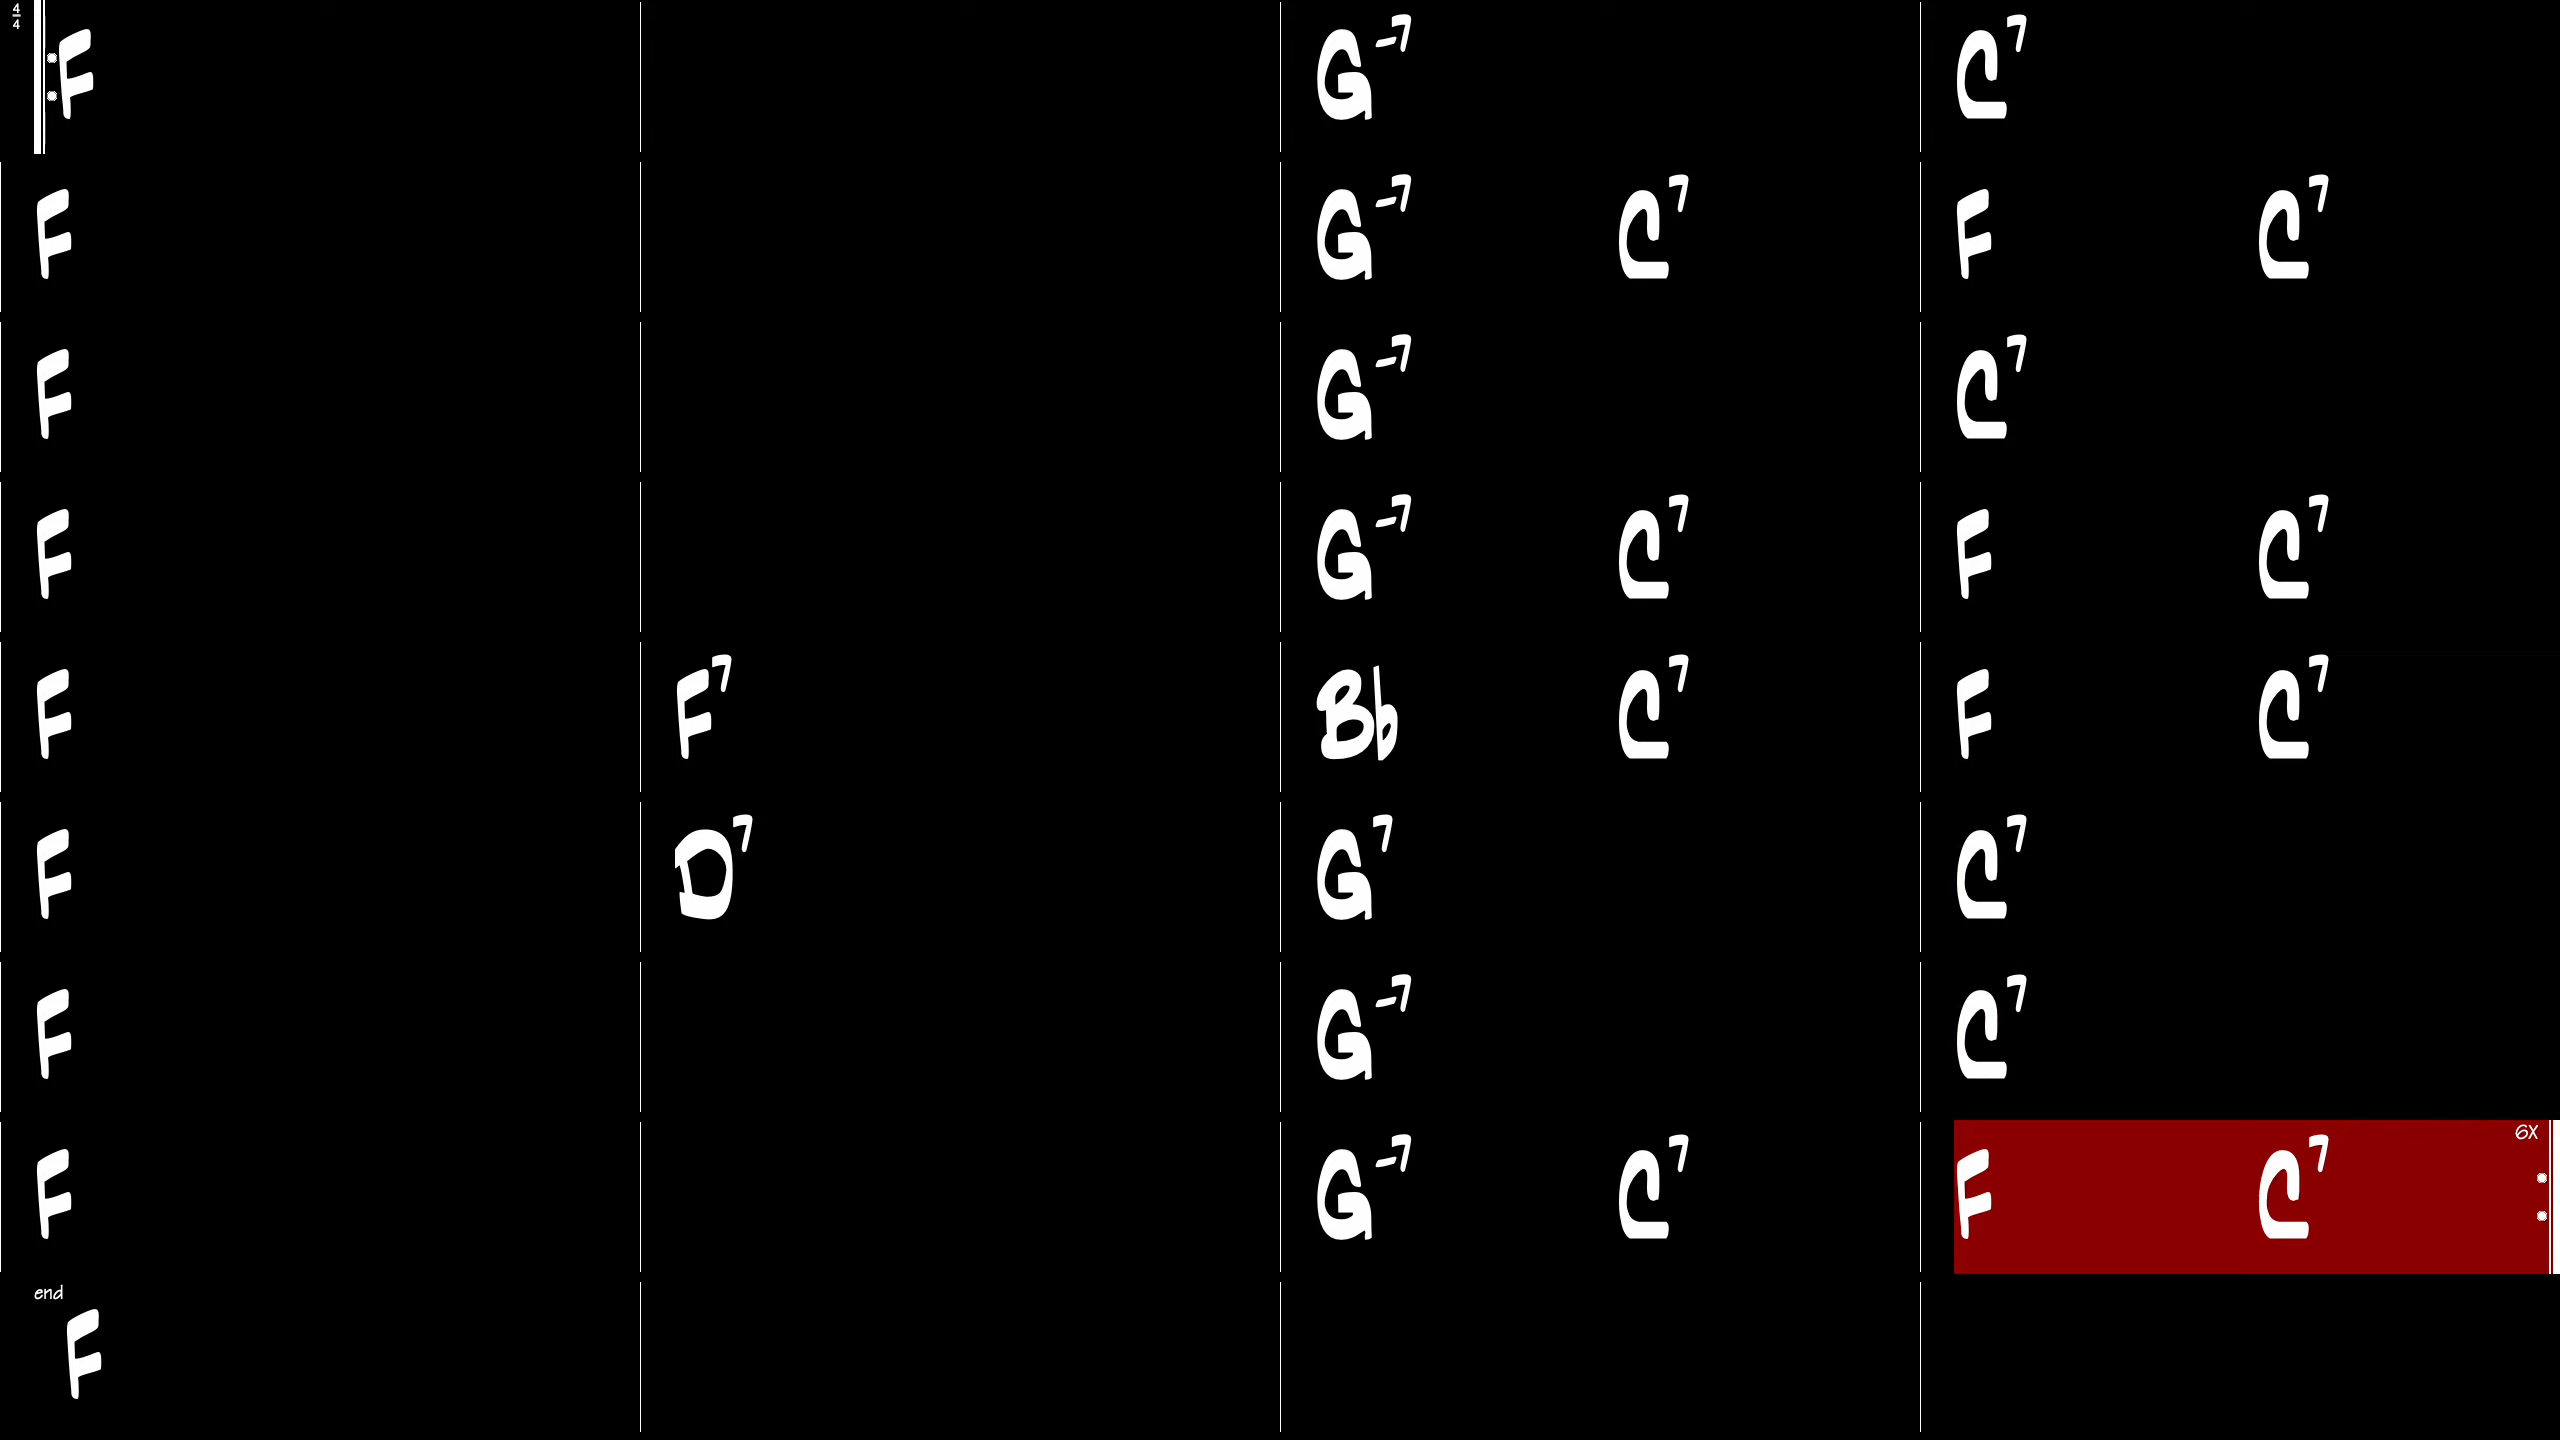 4/4 F G-7 C7
F G-7 C7 F C7
F G-7 C7
F G-7 C7 F C7
F F7 B♭ C7 F C7
F D7 G7 C7
F G-7 C7
F G-7 C7 F C7 6X
end
F